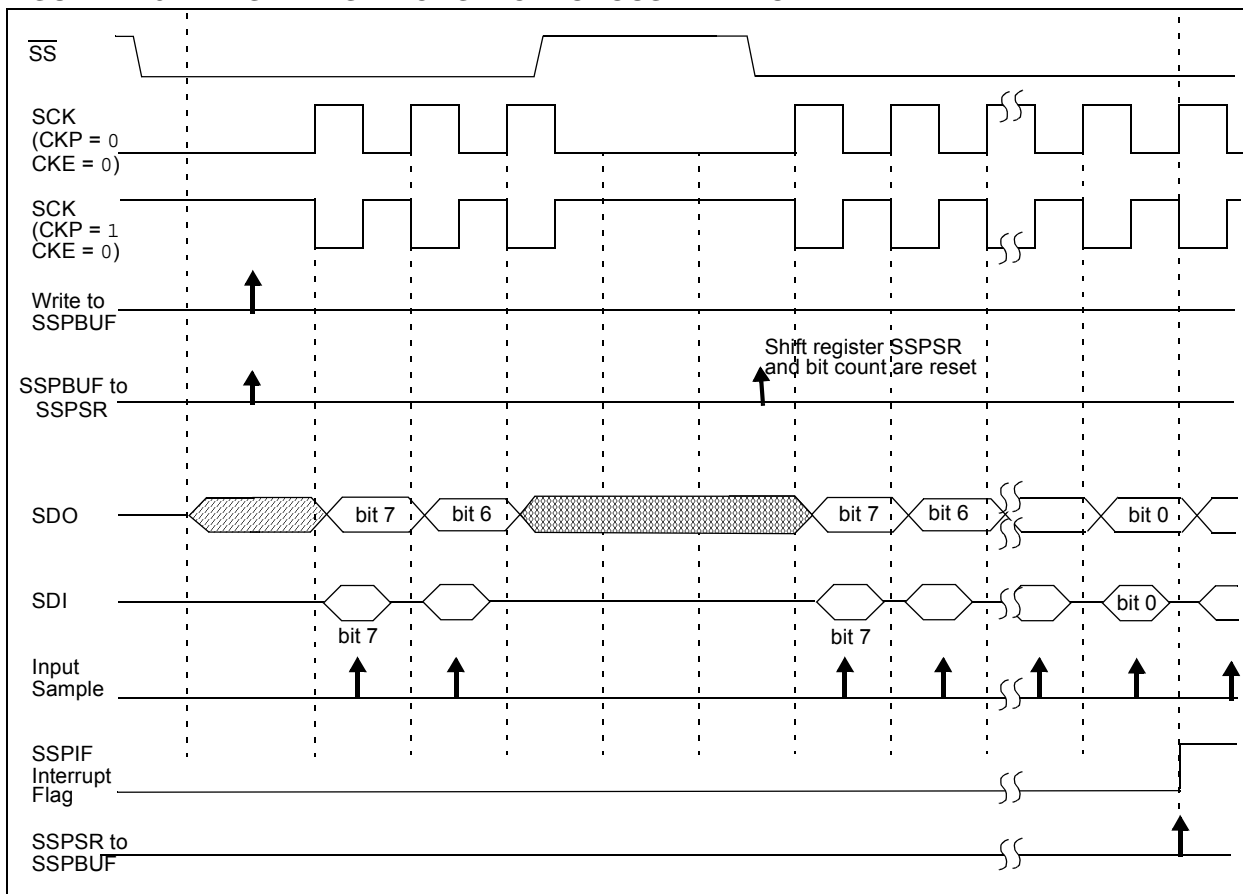 SS
SCK
(CKP = 0
CKE = 0)
SCK
(CKP = 1
CKE = 0)
Write to
SSPBUF
Shift register SSPSR
and bit count are reset
SSPBUF to
SSPSR
SDO
bit 7
bit 6
bit 7
bit 6
bit 0
SDI
bit 0
bit 7
bit 7
Input
Sample
SSPIF
Interrupt
Flag
SSPSR to
SSPBUF